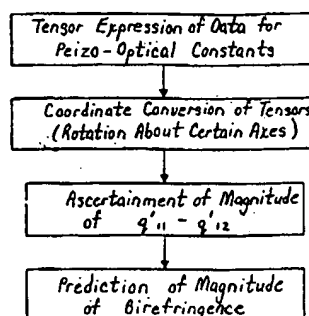 Tensor Expression of Data for
Peizo-Optical Constants
Coordinate Conversion of Tensors
(Rotation About Certain Axes)
Ascertainment of Magnitude
of q'11 - q'12
Prediction of Magnitude
of Birefringence